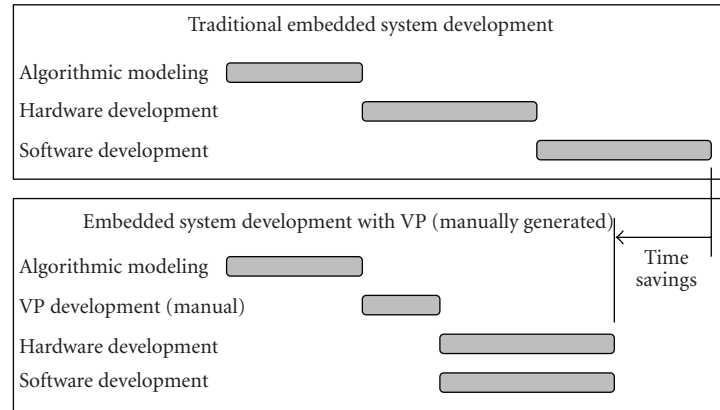 Traditional embedded system development
Algorithmic modeling
Hardware development
Software development
Embedded system development with VP (manually generated)
Time
savings
Algorithmic modeling
VP development (manual)
Hardware development
Software development